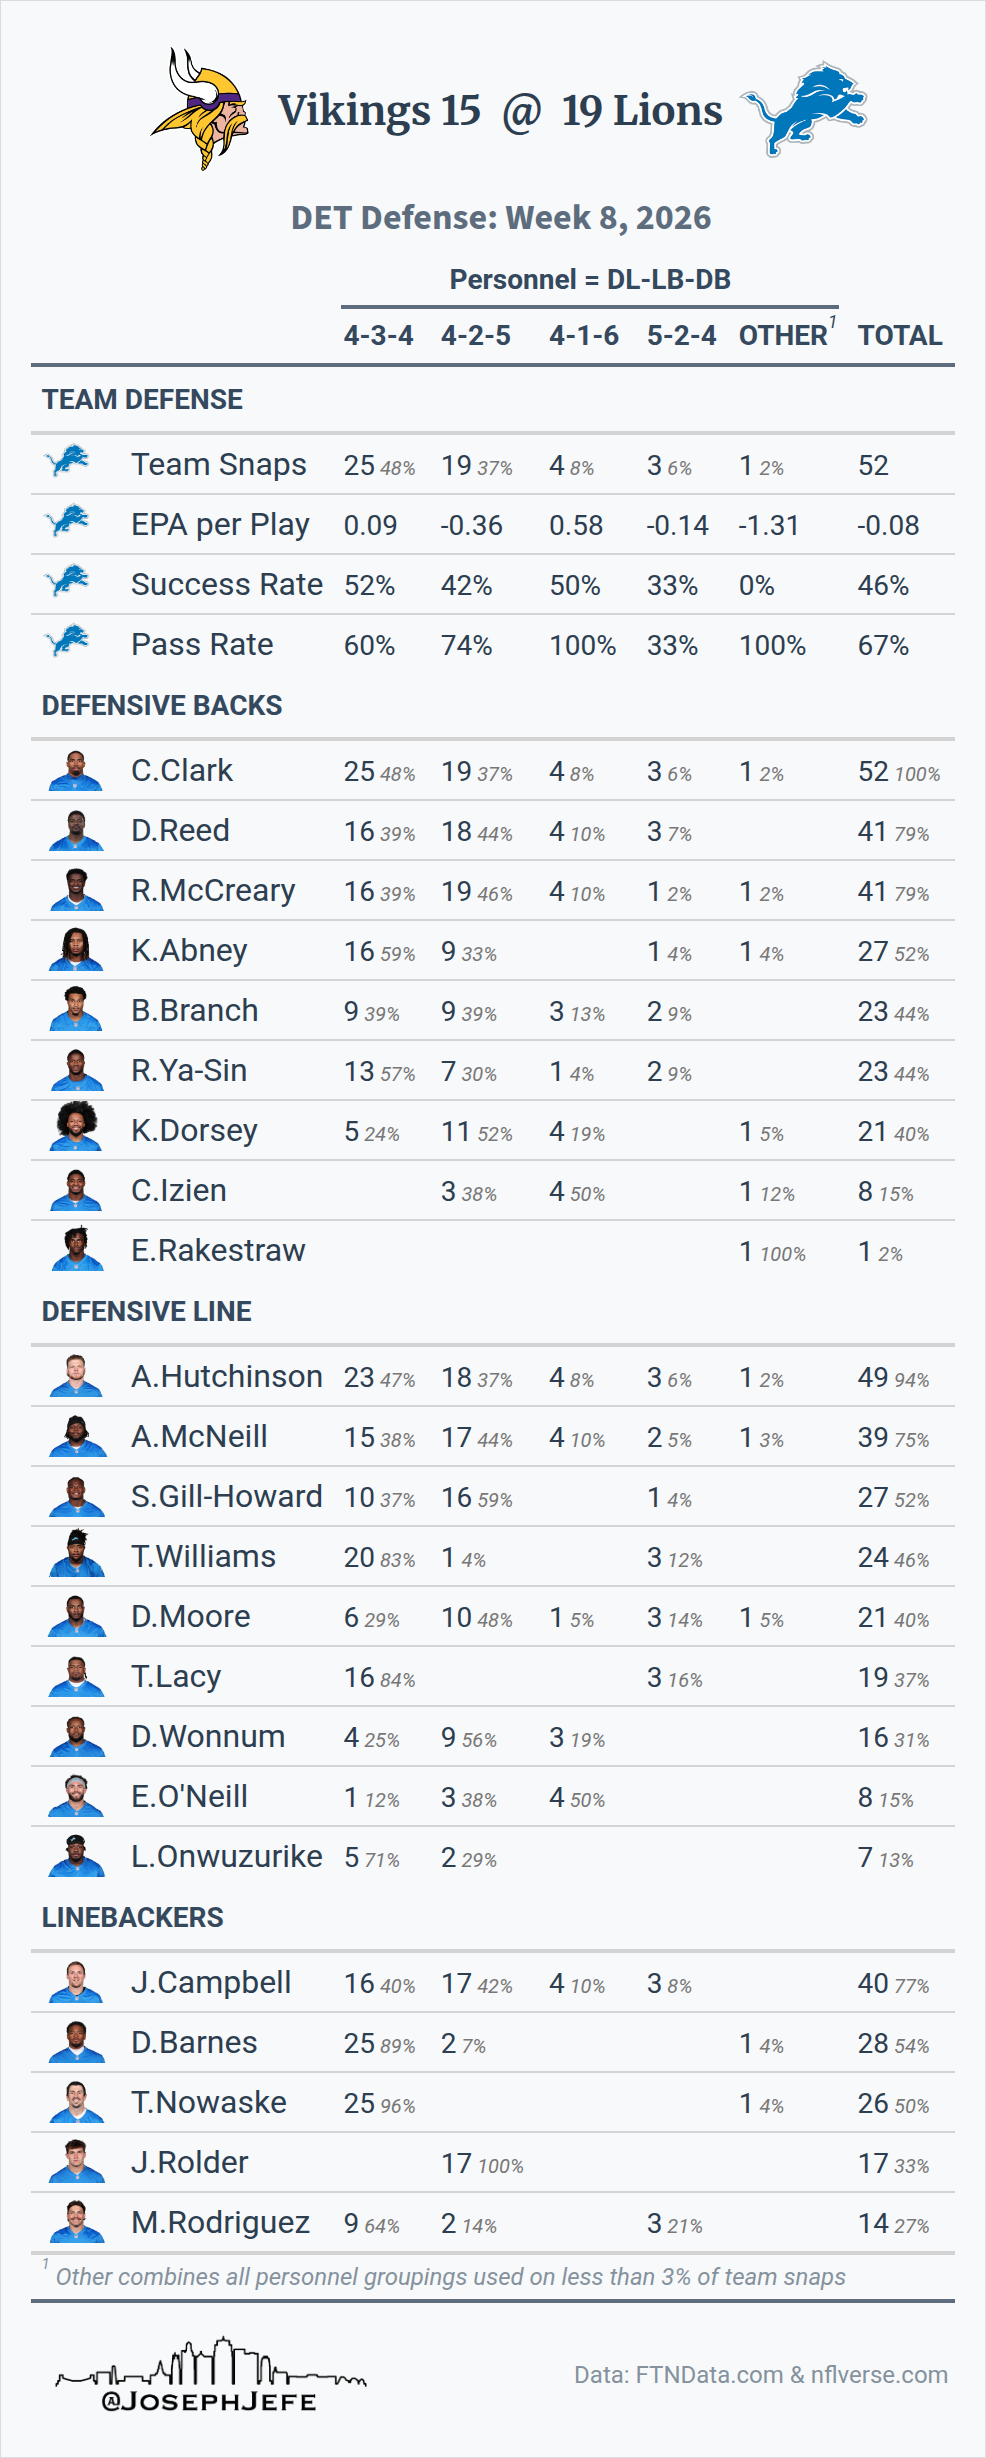 Vikings 15 @ 19 Lions
DET Defense: Week 8, 2026
Personnel = DL-LB-DB
4-3-4 4-2-5 4-1-6 5-2-4 OTHER1 TOTAL
TEAM DEFENSE
Team Snaps 25 48% 19 37% 4 8% 3 6% 1 2% 52
EPA per Play 0.09 -0.36 0.58 -0.14 -1.31 -0.08
Success Rate 52% 42% 50% 33% 0% 46%
Pass Rate 60% 74% 100% 33% 100% 67%
DEFENSIVE BACKS
C.Clark 25 48% 19 37% 4 8% 3 6% 1 2% 52 100%
D.Reed 16 39% 18 44% 4 10% 3 7% 41 79%
R.McCreary 16 39% 19 46% 4 10% 1 2% 1 2% 41 79%
K.Abney 16 59% 9 33% 1 4% 1 4% 27 52%
B.Branch 9 39% 9 39% 3 13% 2 9% 23 44%
R.Ya-Sin 13 57% 7 30% 1 4% 2 9% 23 44%
K.Dorsey 5 24% 11 52% 4 19% 1 5% 21 40%
C.Izien 3 38% 4 50% 1 12% 8 15%
E.Rakestraw 1 100% 1 2%
DEFENSIVE LINE
A.Hutchinson 23 47% 18 37% 4 8% 3 6% 1 2% 49 94%
A.McNeill 15 38% 17 44% 4 10% 2 5% 1 3% 39 75%
S.Gill-Howard 10 37% 16 59% 1 4% 27 52%
T.Williams 20 83% 1 4% 3 12% 24 46%
D.Moore 6 29% 10 48% 1 5% 3 14% 1 5% 21 40%
T.Lacy 16 84% 3 16% 19 37%
D.Wonnum 4 25% 9 56% 3 19% 16 31%
E.O'Neill 1 12% 3 38% 4 50% 8 15%
L.Onwuzurike 5 71% 2 29% 7 13%
LINEBACKERS
J.Campbell 16 40% 17 42% 4 10% 3 8% 40 77%
D.Barnes 25 89% 2 7% 1 4% 28 54%
T.Nowaske 25 96% 1 4% 26 50%
J.Rolder 17 100% 17 33%
M.Rodriguez 9 64% 2 14% 3 21% 14 27%
1 Other combines all personnel groupings used on less than 3% of team snaps
@JOSEPHJEFE
Data: FTNData.com & nflverse.com